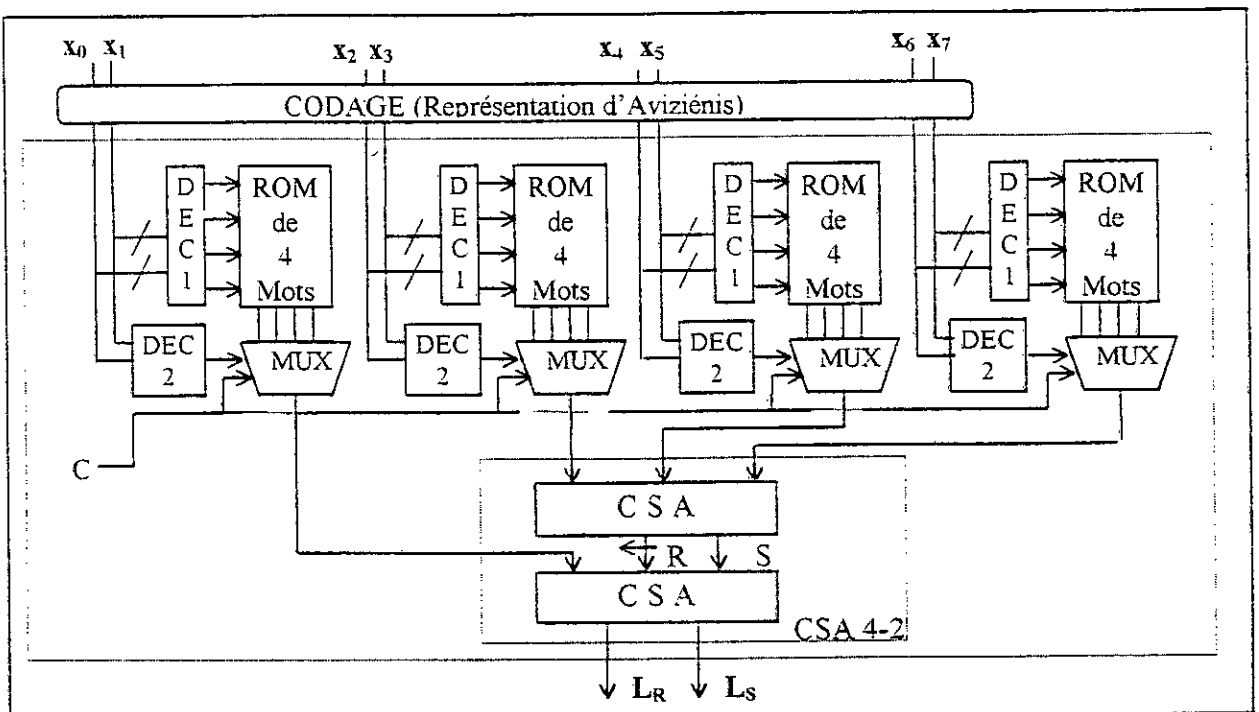 x₀ x₁ x₂ x₃ x₄ x₅ x₆ x₇
CODAGE (Représentation d'Aviziénis)
D E C 1
ROM de 4 Mots
D E C 1
ROM de 4 Mots
D E C 1
ROM de 4 Mots
D E C 1
ROM de 4 Mots
DEC 2
MUX
DEC 2
MUX
DEC 2
MUX
DEC 2
MUX
C
C S A
R S
C S A
CSA 4-2
L_R L_S